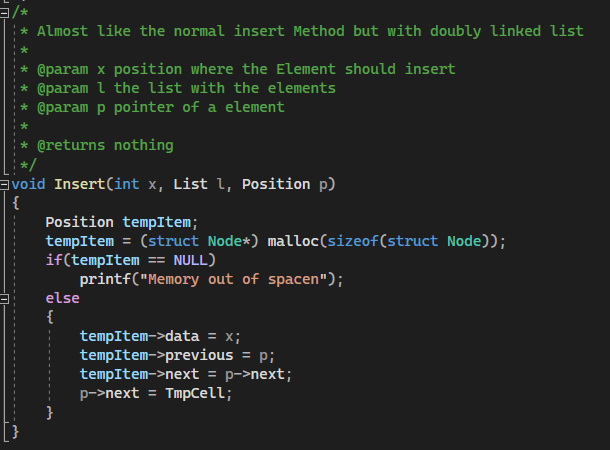 /*
* Almost like the normal insert Method but with doubly linked list
*
* @param x position where the Element should insert
* @param l the list with the elements
* @param p pointer of a element
*
* @returns nothing
*/
void Insert(int x, List l, Position p)
{
Position tempItem;
tempItem = (struct Node*) malloc(sizeof(struct Node));
if(tempItem == NULL)
printf("Memory out of spacen");
else
{
tempItem->data = x;
tempItem->previous = p;
tempItem->next = p->next;
p->next = TmpCell;
}
}